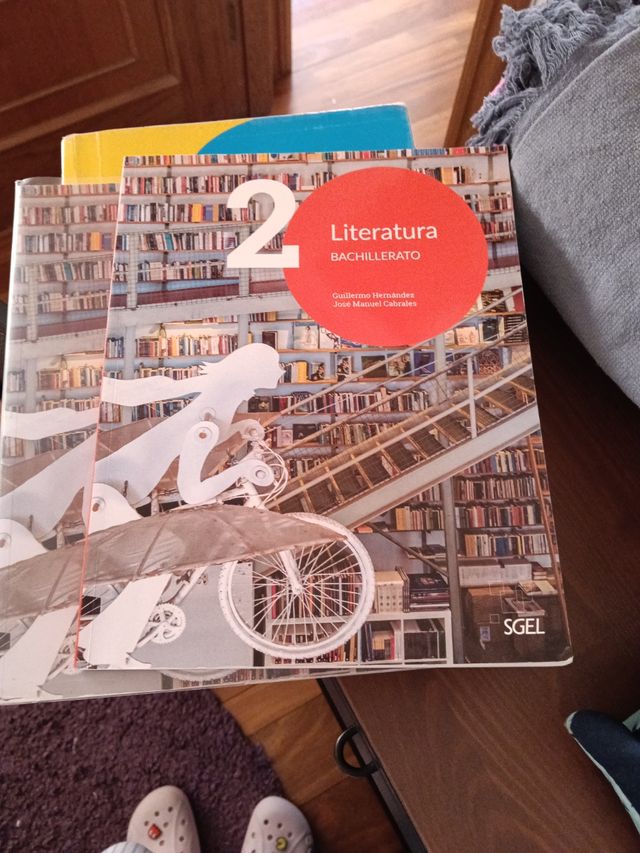 2
Literatura
BACHILLERATO
Guillermo Hernández
José Manuel Cabrales
SGEL